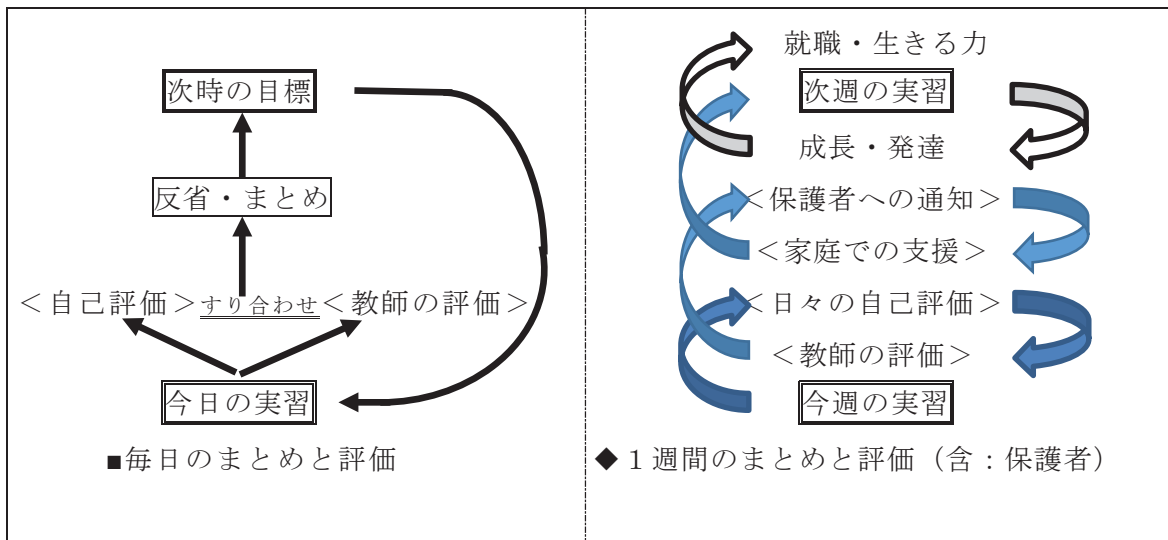 次時の目標
反省・まとめ
＜自己評価＞すり合わせ＜教師の評価＞
今日の実習
■毎日のまとめと評価
就職・生きる力
次週の実習
成長・発達
＜保護者への通知＞
＜家庭での支援＞
＜日々の自己評価＞
＜教師の評価＞
今週の実習
◆１週間のまとめと評価（含：保護者）